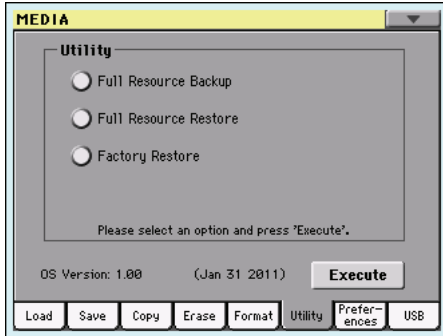 MEDIA
Utility
Full Resource Backup
Full Resource Restore
Factory Restore
Please select an option and press 'Execute'.
OS Version: 1.00 (Jan 31 2011) Execute
Load Save Copy Erase Format Utility Prefer-
ences USB